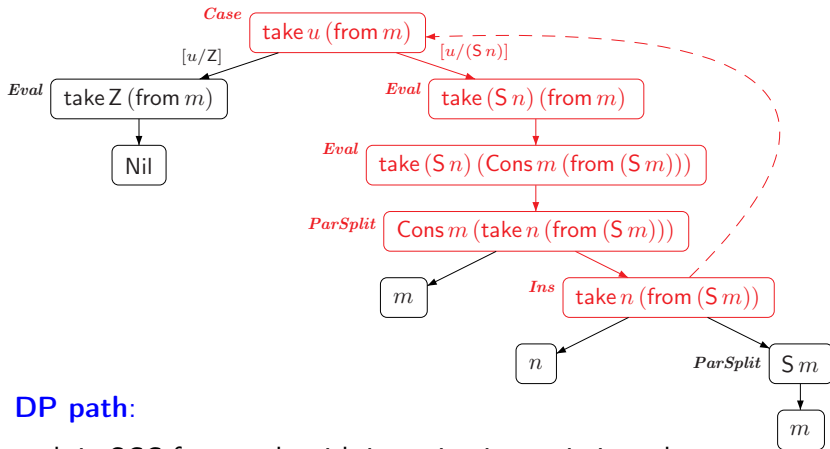 Case
take u (from m)
[u/Z]
[u/(S n)]
Eval
take Z (from m)
Eval
take (S n) (from m)
Nil
Eval
take (S n) (Cons m (from (S m)))
ParSplit
Cons m (take n (from (S m)))
m
Ins
take n (from (S m))
n
ParSplit
S m
m
DP path: